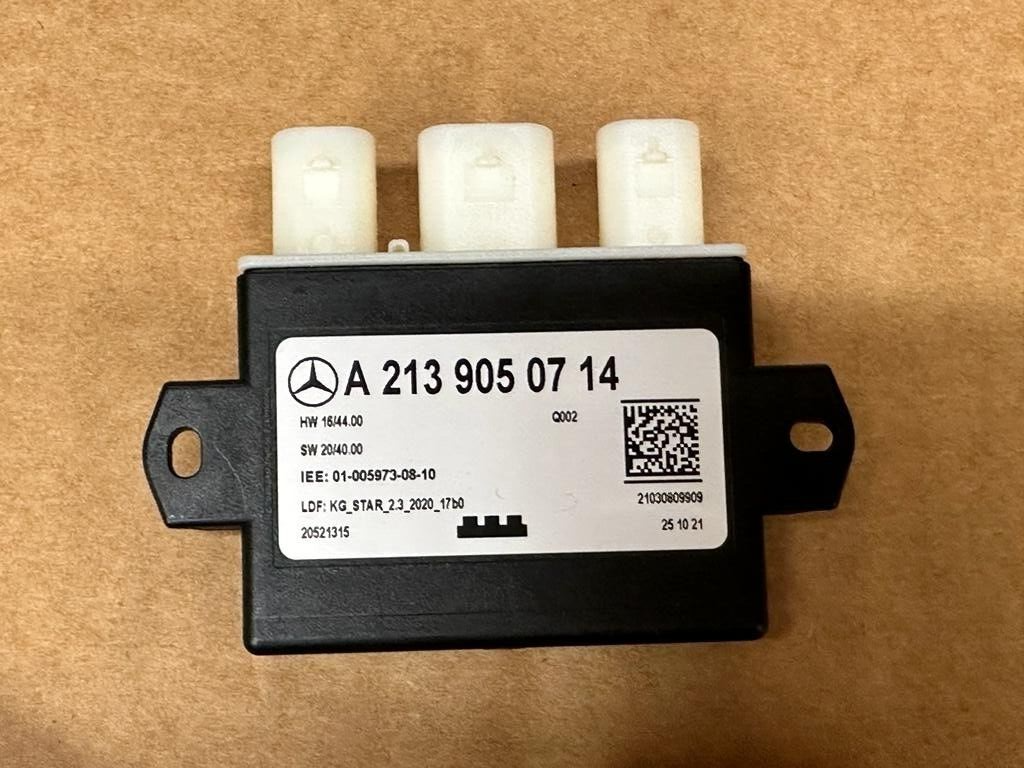 A 213 905 07 14
HW 16/44.00 Q002
SW 20/40.00
IEE: 01-005973-08-10
LDF: KG_STAR_2.3_2020_17b0
21030809909
20521315
25 10 21